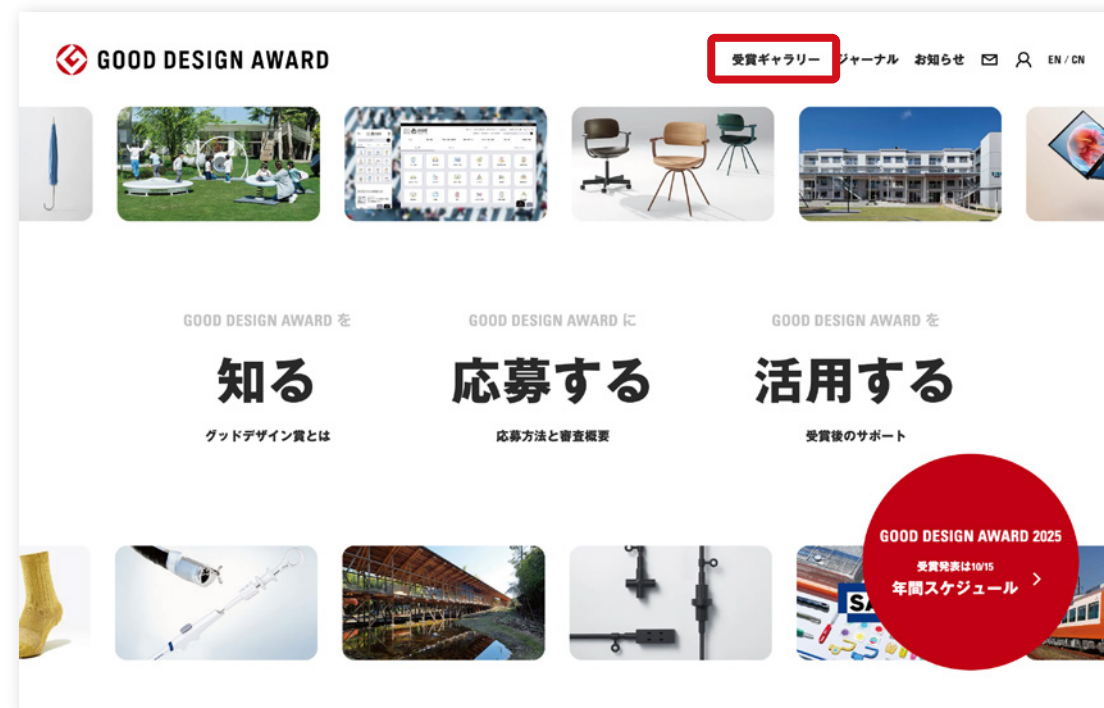 GOOD DESIGN AWARD
受賞ギャラリー ジャーナル お知らせ EN / CN
GOOD DESIGN AWARD を
知る
グッドデザイン賞とは
GOOD DESIGN AWARD に
応募する
応募方法と審査概要
GOOD DESIGN AWARD を
活用する
受賞後のサポート
GOOD DESIGN AWARD 2025
受賞発表は10/15
年間スケジュール